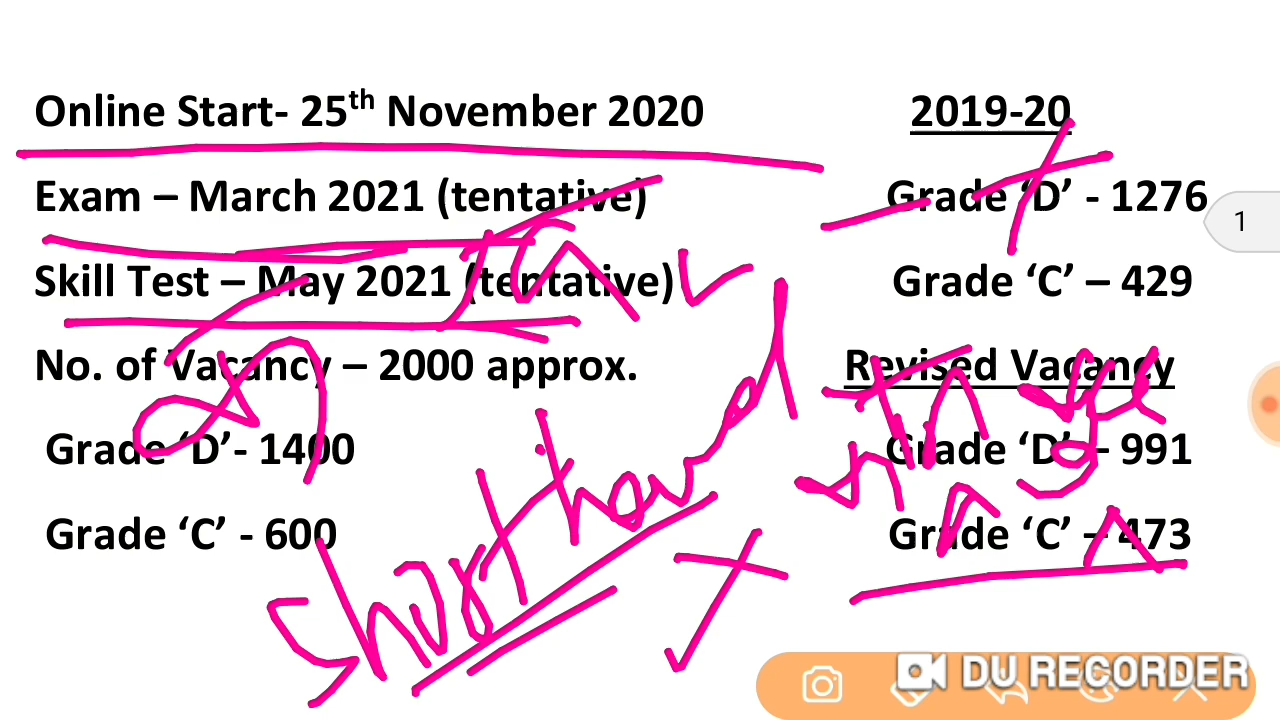 Online Start- 25th November 2020
Exam – March 2021 (tentative)
Skill Test – May 2021 (tentative)
No. of Vacancy – 2000 approx.
Grade ‘D’- 1400
Grade ‘C’ - 600
2019-20
Grade ‘D’ - 1276
Grade ‘C’ – 429
Revised Vacancy
Grade ‘D’ - 991
Grade ‘C’ – 473
shorthand
1
DU RECORDER